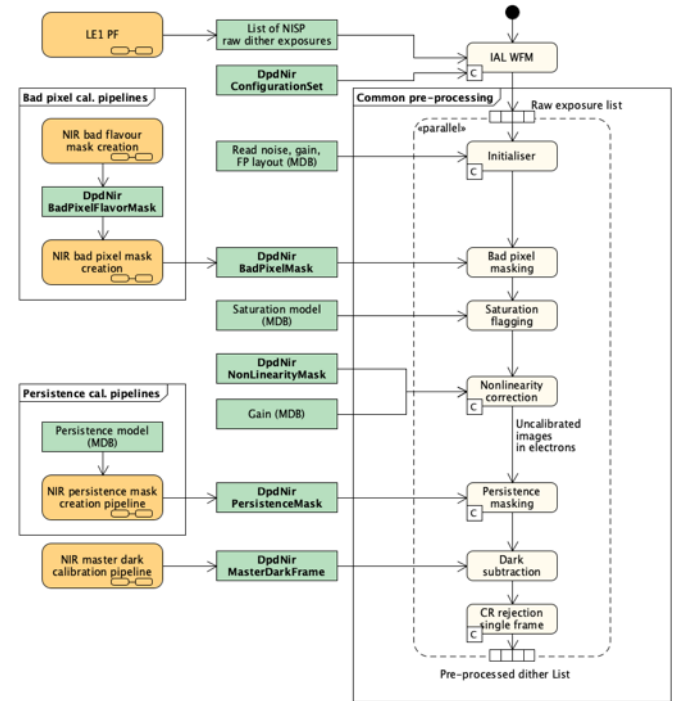 LE1 PF
List of NISP
raw dither exposures
IAL WFM
C
DpdNir
ConfigurationSet
Bad pixel cal. pipelines
Common pre-processing
Raw exposure list
«parallel»
NIR bad flavour
mask creation
Read noise, gain,
FP layout (MDB)
Initialiser
C
DpdNir
BadPixelFlavorMask
NIR bad pixel mask
creation
DpdNir
BadPixelMask
Bad pixel
masking
Saturation model
(MDB)
Saturation
flagging
DpdNir
NonLinearityMask
Nonlinearity
correction
C
Persistence cal. pipelines
Gain (MDB)
Persistence model
(MDB)
Uncalibrated
images
in electrons
NIR persistence mask
creation pipeline
DpdNir
PersistenceMask
Persistence
masking
C
NIR master dark
calibration pipeline
DpdNir
MasterDarkFrame
Dark
subtraction
CR rejection
single frame
C
Pre-processed dither List